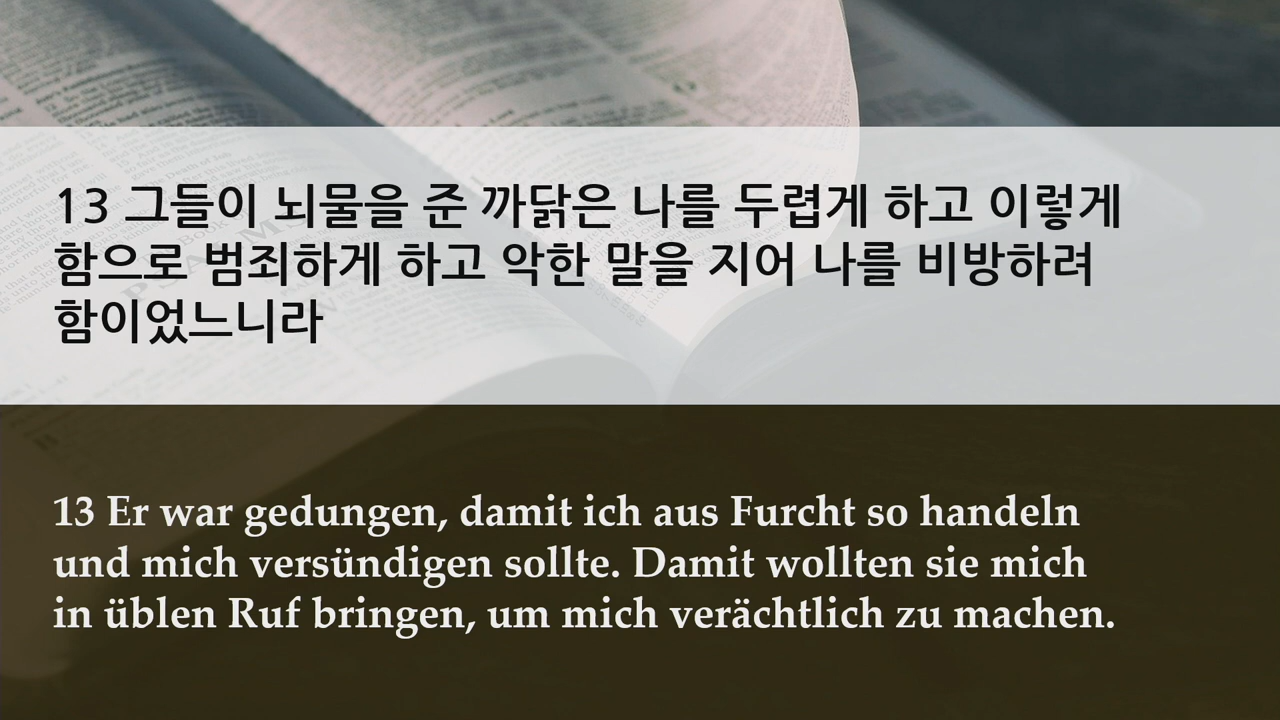 13 그들이 뇌물을 준 까닭은 나를 두렵게 하고 이렇게
함으로 범죄하게 하고 악한 말을 지어 나를 비방하려
함이었느니라
13 Er war gedungen, damit ich aus Furcht so handeln
und mich versündigen sollte. Damit wollten sie mich
in üblen Ruf bringen, um mich verächtlich zu machen.